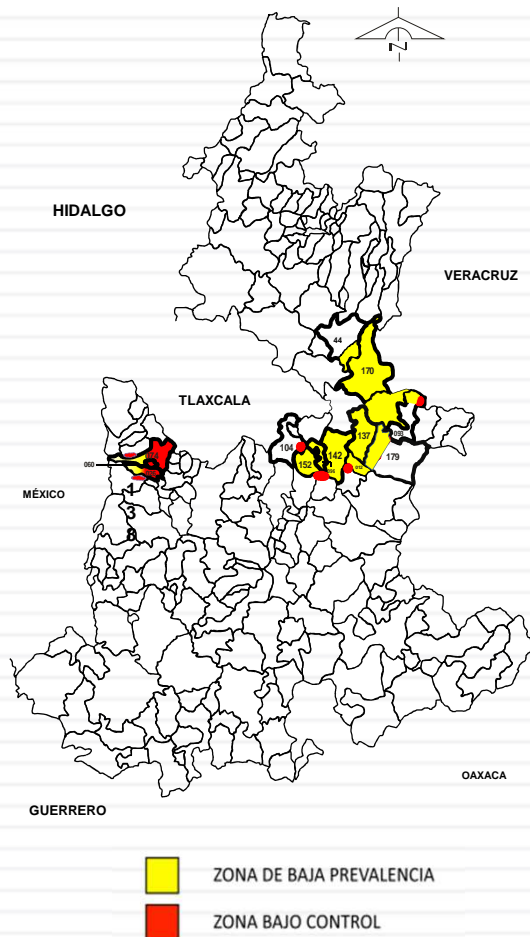 N
HIDALGO
VERACRUZ
44
170
TLAXCALA
137
093
104
142
179
152
060
MÉXICO
1
3
8
OAXACA
GUERRERO
ZONA DE BAJA PREVALENCIA
ZONA BAJO CONTROL